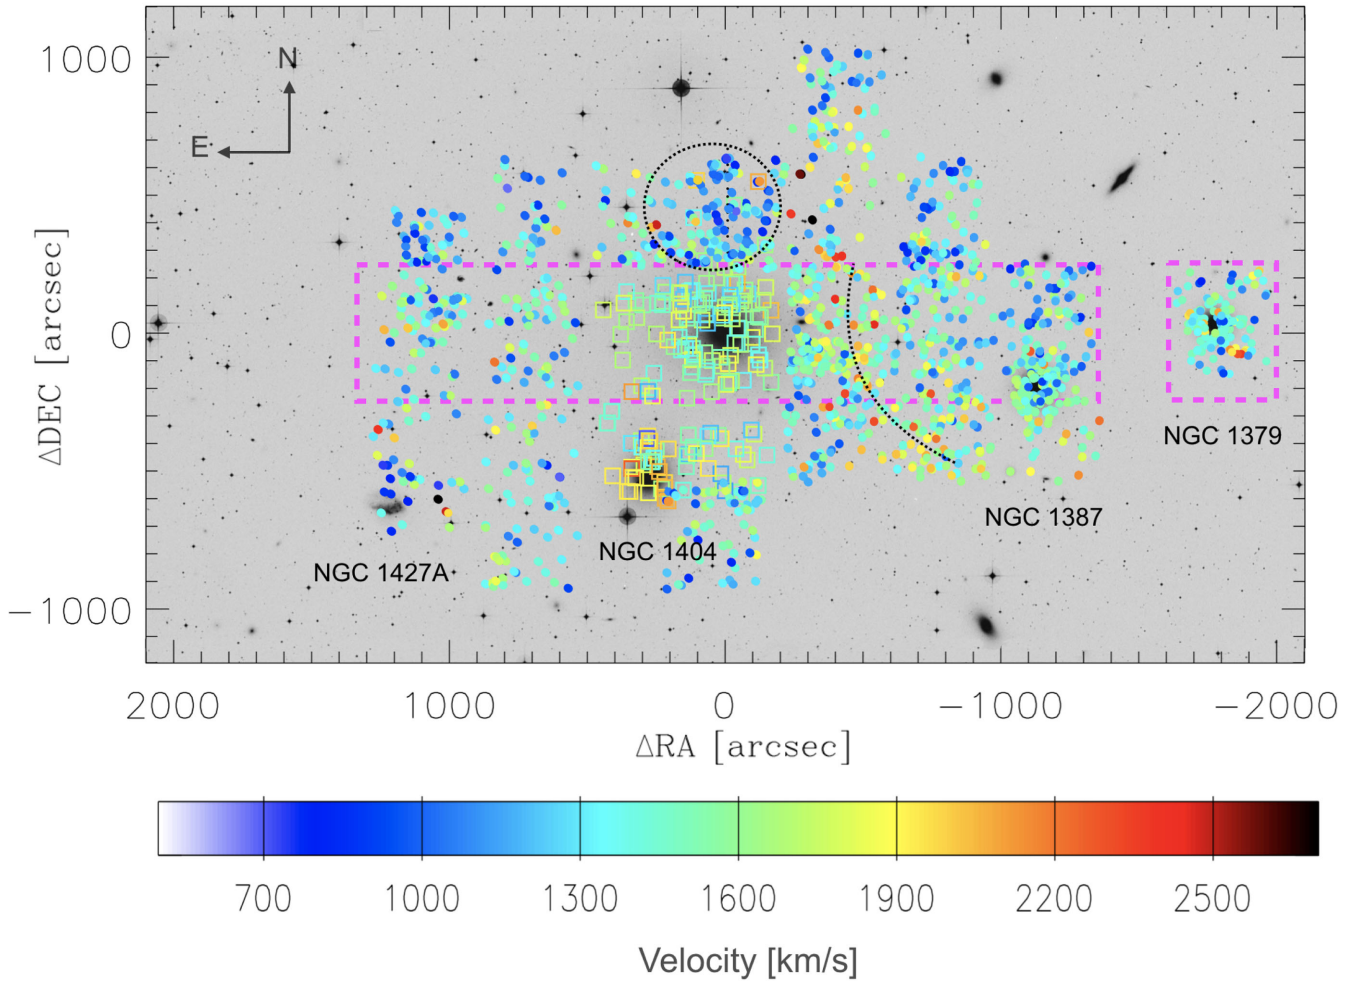 1000
N
E
0
ΔDEC [arcsec]
NGC 1379
NGC 1387
NGC 1404
NGC 1427A
−1000
2000 1000 0 −1000 −2000
ΔRA [arcsec]
700 1000 1300 1600 1900 2200 2500
Velocity [km/s]